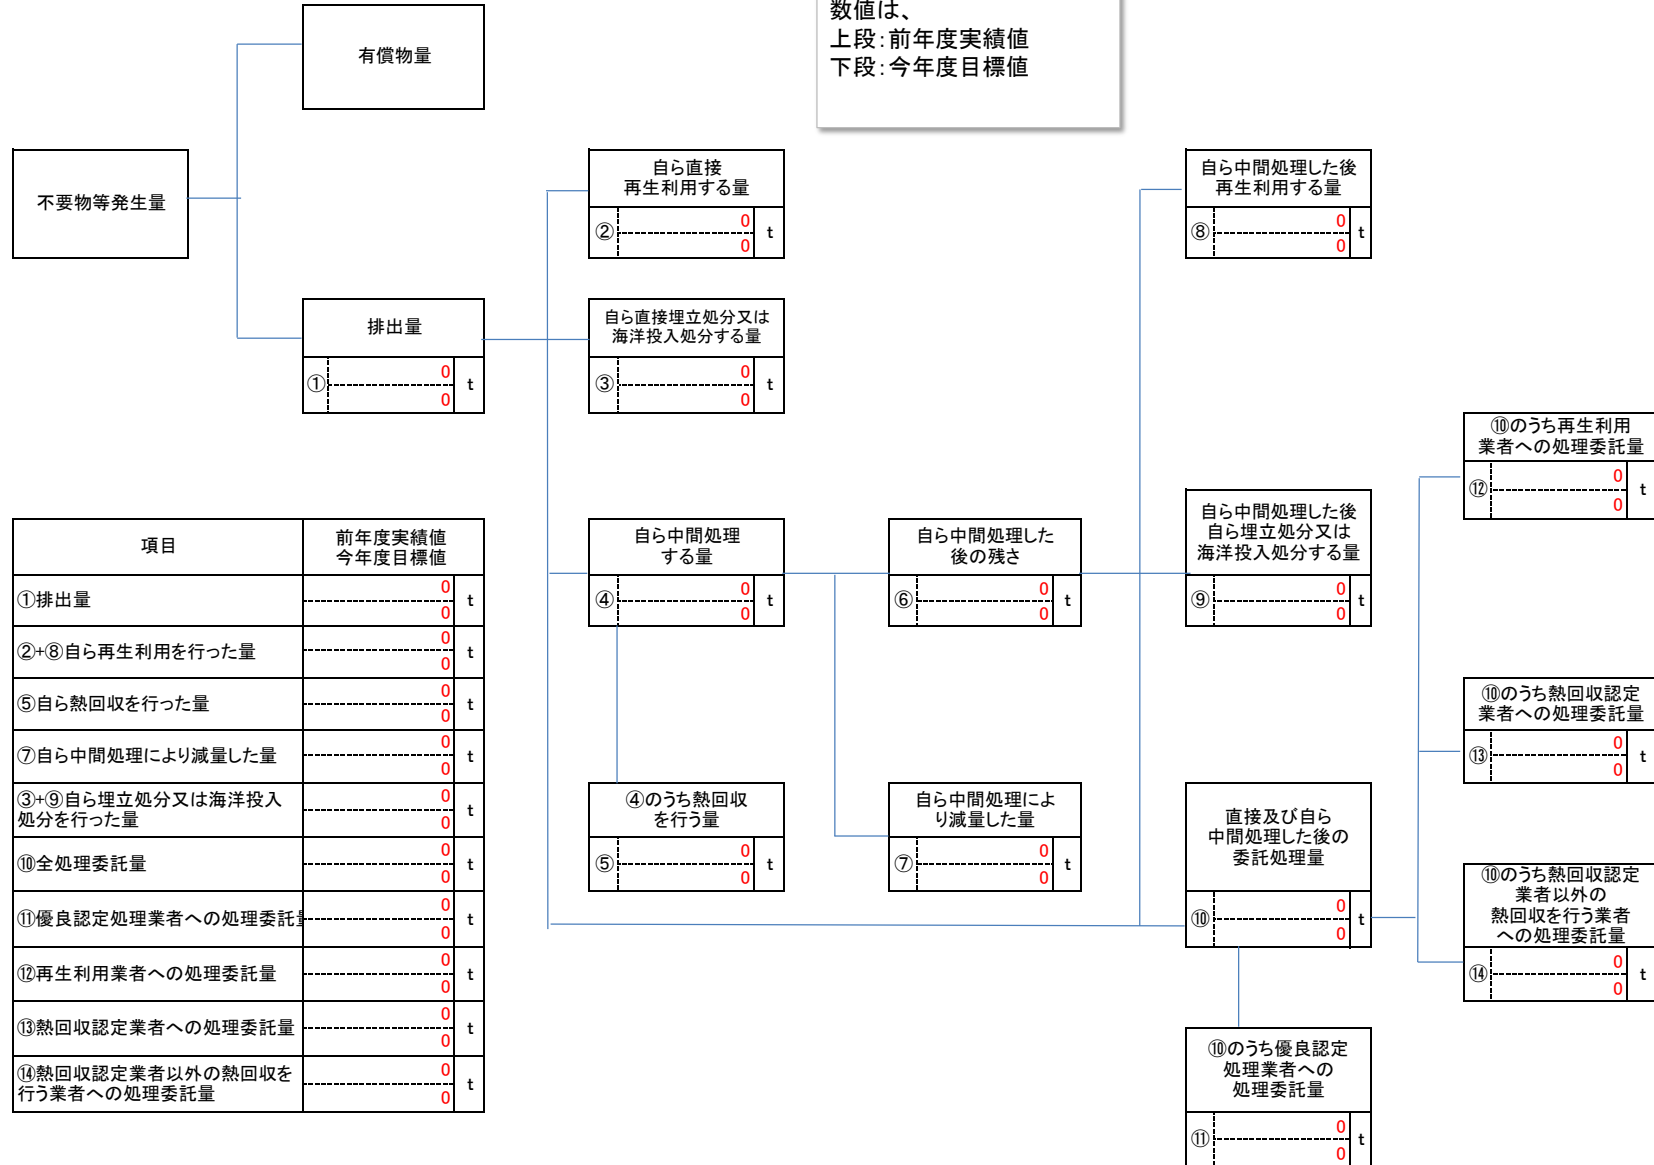 数値は、
上段：前年度実績値
下段：今年度目標値
有償物量
不要物等発生量
自ら直接
再生利用する量
②
0
0
t
自ら中間処理した後
再生利用する量
⑧
0
0
t
排出量
①
0
0
t
自ら直接埋立処分又は
海洋投入処分する量
③
0
0
t
⑩のうち再生利用
業者への処理委託量
⑫
0
0
t
自ら中間処理
する量
④
0
0
t
自ら中間処理した
後の残さ
⑥
0
0
t
自ら中間処理した後
自ら埋立処分又は
海洋投入処分する量
⑨
0
0
t
⑩のうち熱回収認定
業者への処理委託量
⑬
0
0
t
④のうち熱回収
を行う量
⑤
0
0
t
自ら中間処理によ
り減量した量
⑦
0
0
t
直接及び自ら
中間処理した後の
委託処理量
⑩
0
0
t
⑩のうち熱回収認定
業者以外の
熱回収を行う業者
への処理委託量
⑭
0
0
t
⑩のうち優良認定
処理業者への
処理委託量
⑪
0
0
t
項目
前年度実績値
今年度目標値
①排出量
0
0
t
②+⑧自ら再生利用を行った量
0
0
t
⑤自ら熱回収を行った量
0
0
t
⑦自ら中間処理により減量した量
0
0
t
③+⑨自ら埋立処分又は海洋投入
処分を行った量
0
0
t
⑩全処理委託量
0
0
t
⑪優良認定処理業者への処理委託量
0
0
t
⑫再生利用業者への処理委託量
0
0
t
⑬熱回収認定業者への処理委託量
0
0
t
⑭熱回収認定業者以外の熱回収を
行う業者への処理委託量
0
0
t